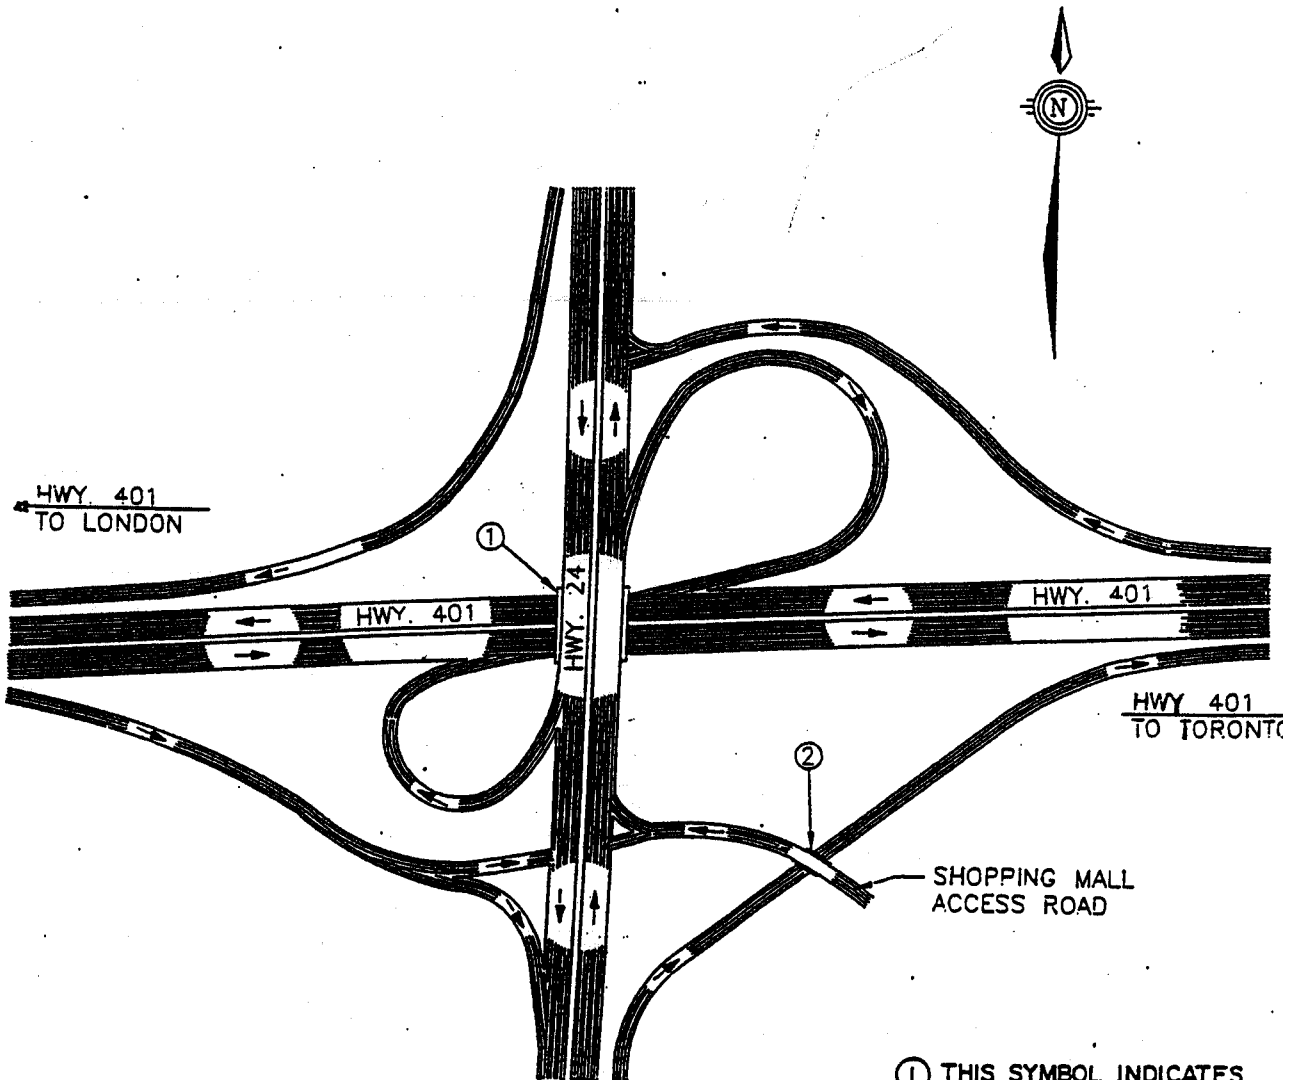 N
HWY. 401
TO LONDON
1
HWY. 24
HWY. 401
HWY. 401
HWY 401
TO TORONTO
2
SHOPPING MALL
ACCESS ROAD
1 THIS SYMBOL INDICATES